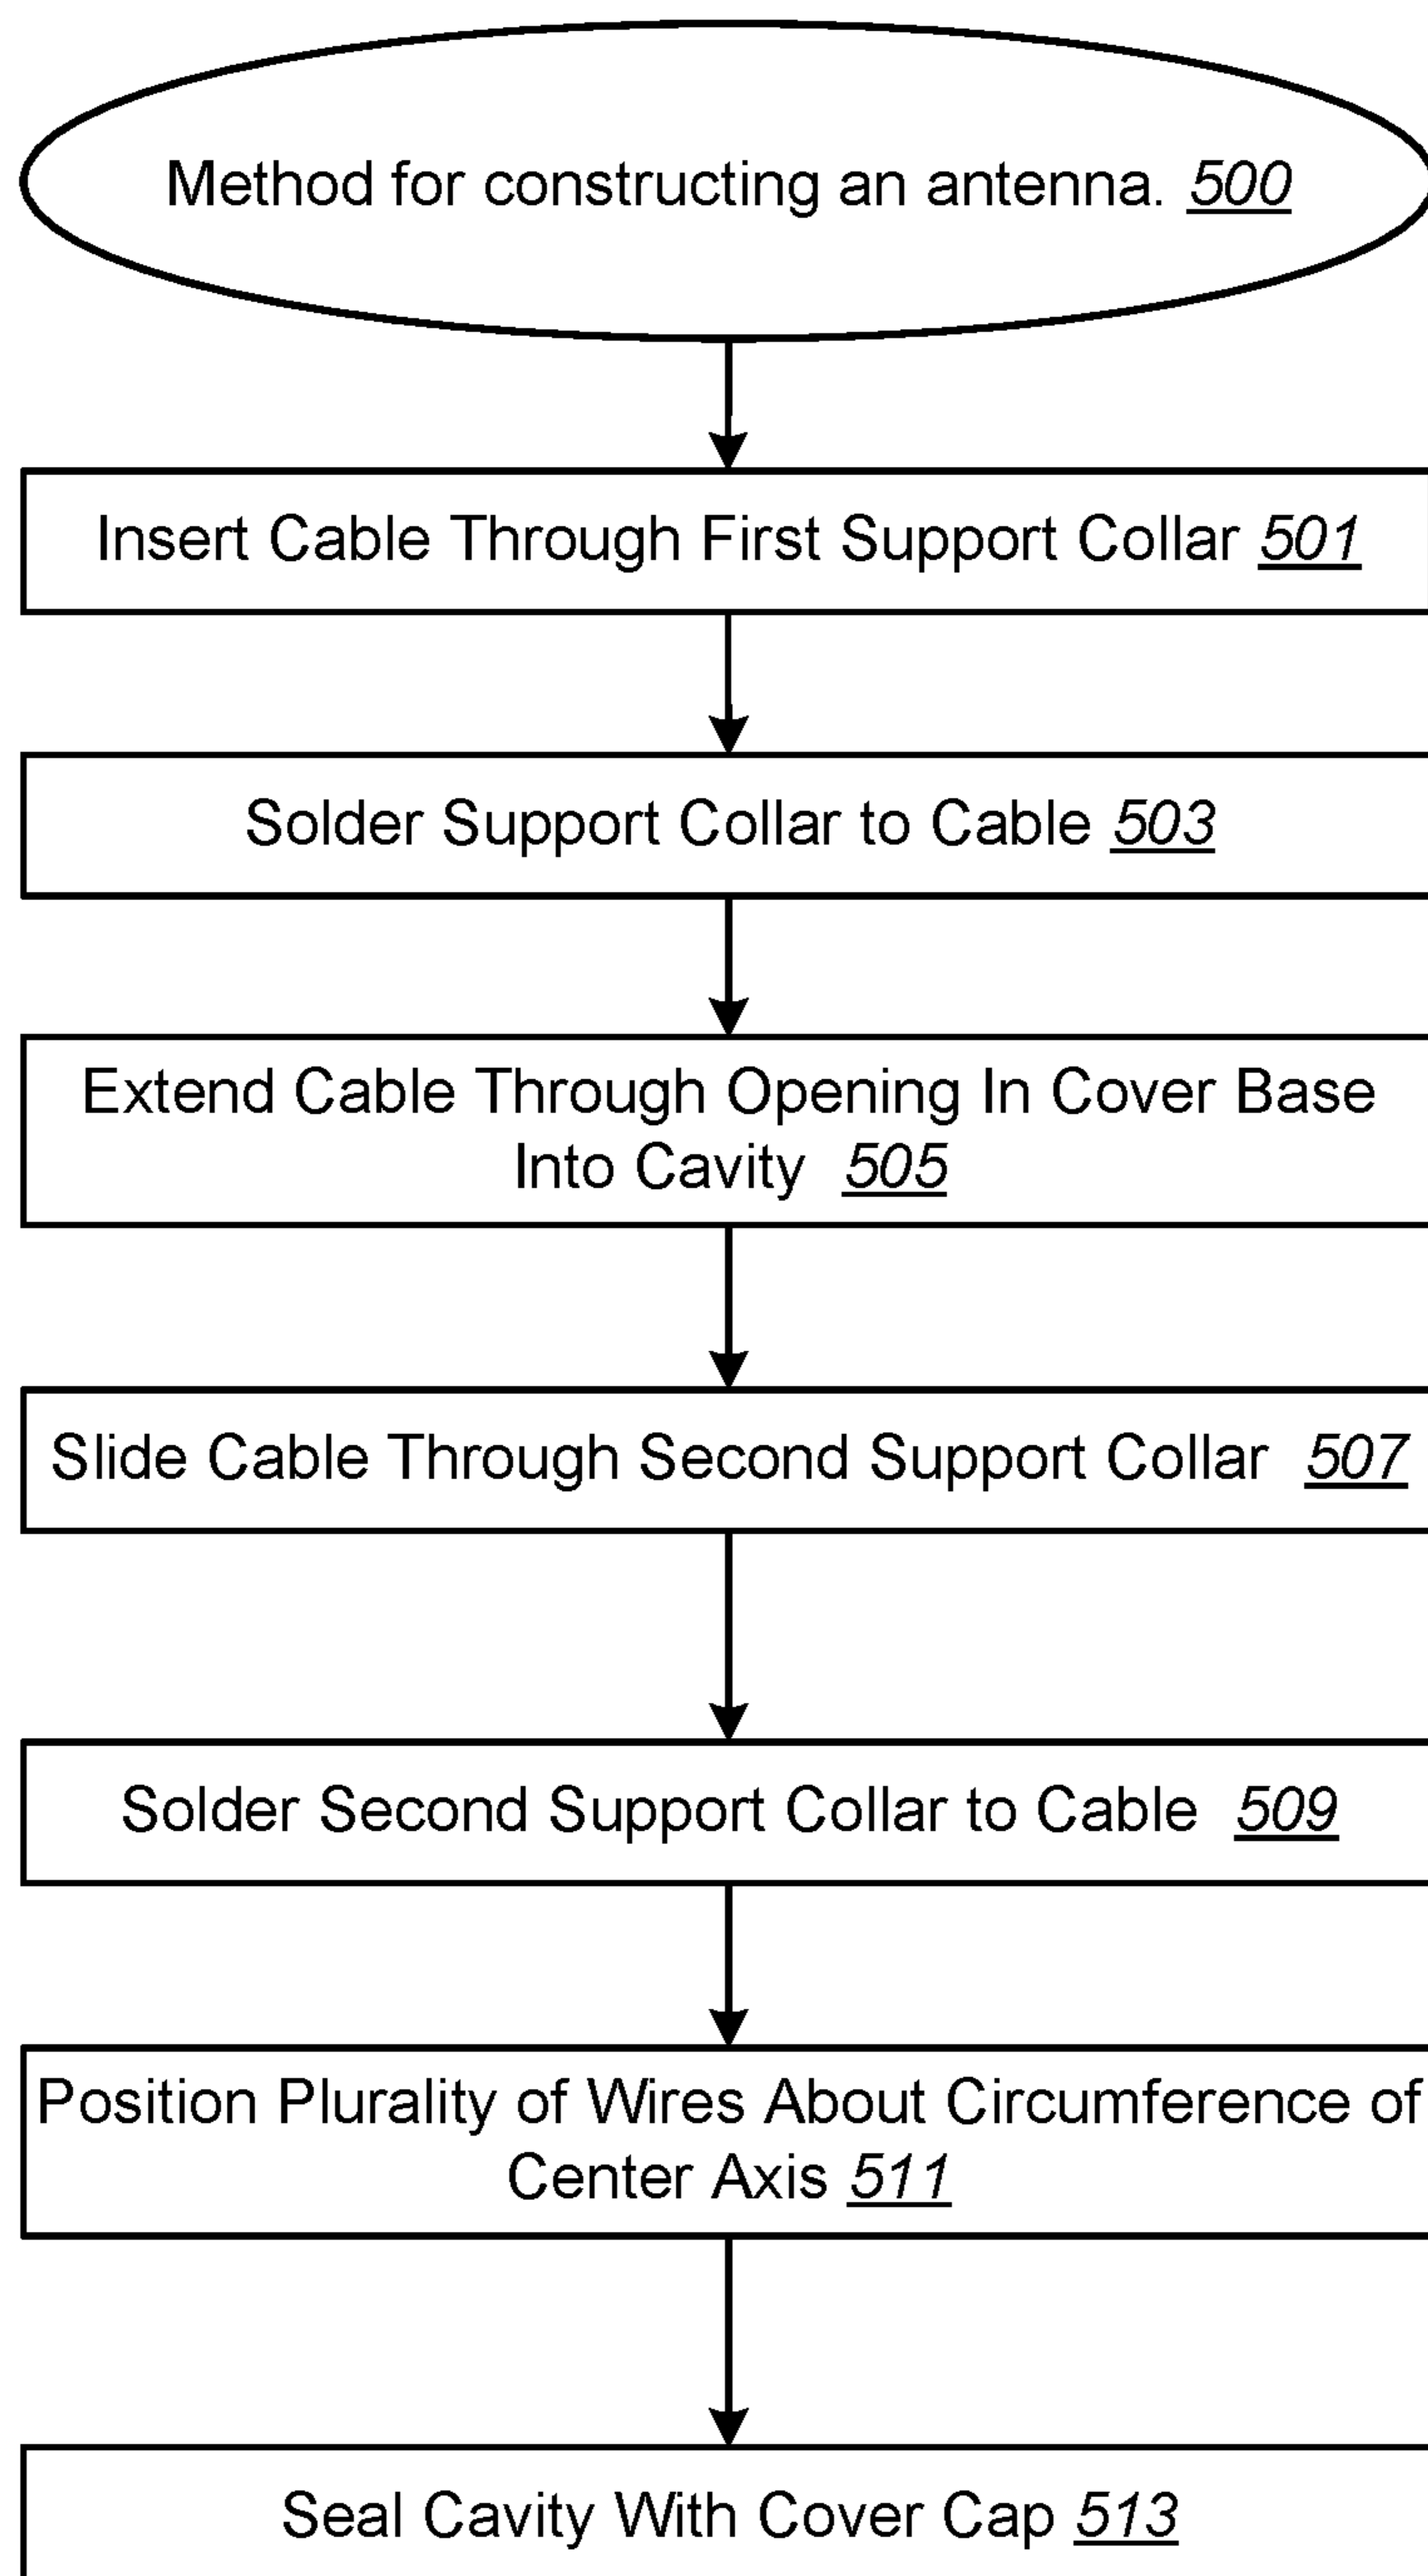 Method for constructing an antenna. 500
Insert Cable Through First Support Collar 501
Solder Support Collar to Cable 503
Extend Cable Through Opening In Cover Base
Into Cavity 505
Slide Cable Through Second Support Collar 507
Solder Second Support Collar to Cable 509
Position Plurality of Wires About Circumference of
Center Axis 511
Seal Cavity With Cover Cap 513